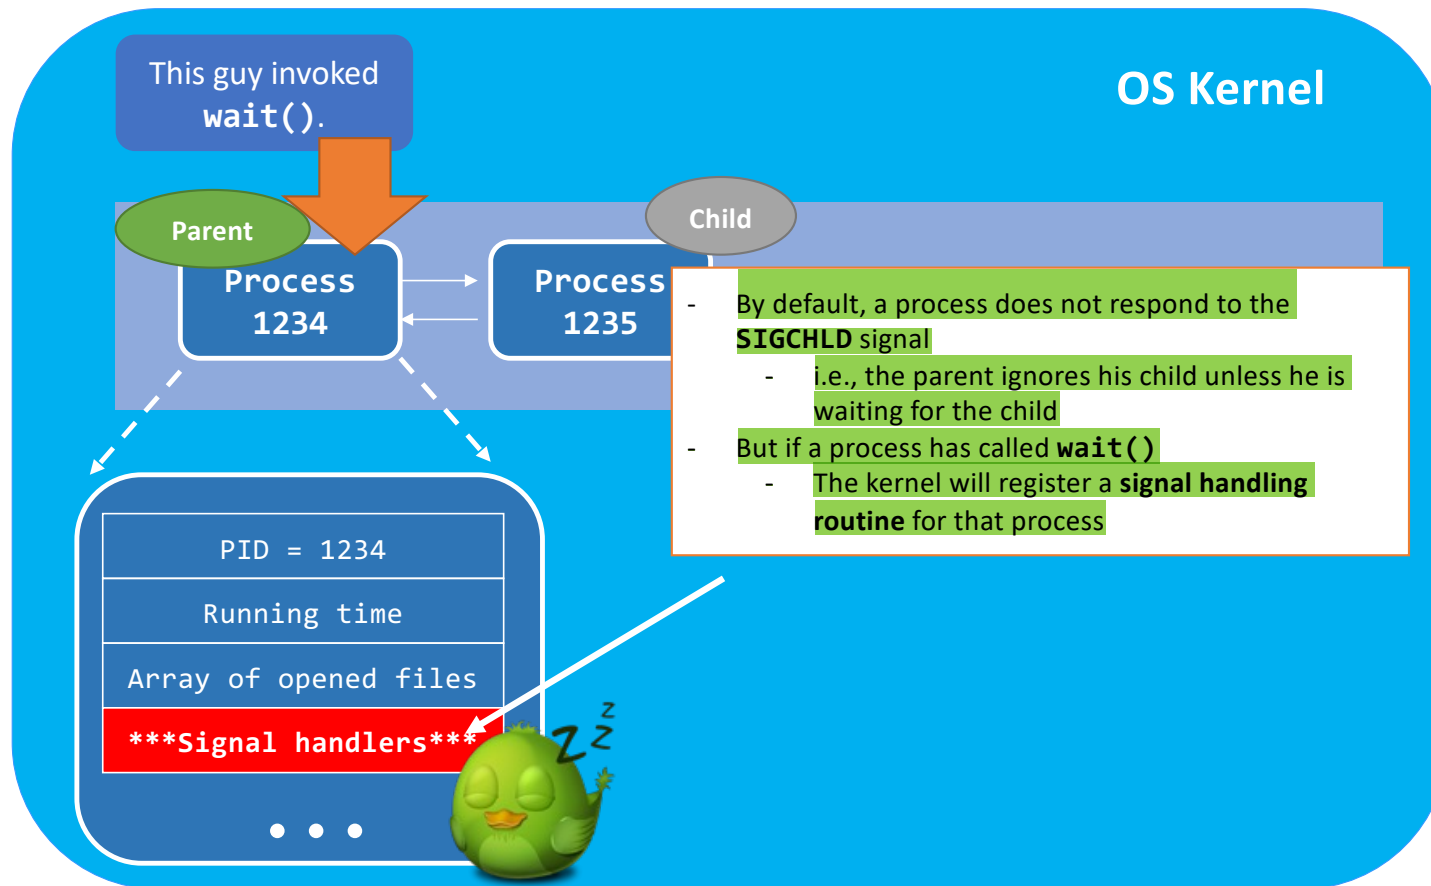 This guy invoked
wait().
OS Kernel
Parent
Child
Process
1234
Process
1235
- By default, a process does not respond to the
SIGCHLD signal
- i.e., the parent ignores his child unless he is
waiting for the child
- But if a process has called wait()
- The kernel will register a signal handling
routine for that process
PID = 1234
Running time
Array of opened files
***Signal handlers***
z
z
z
• • •